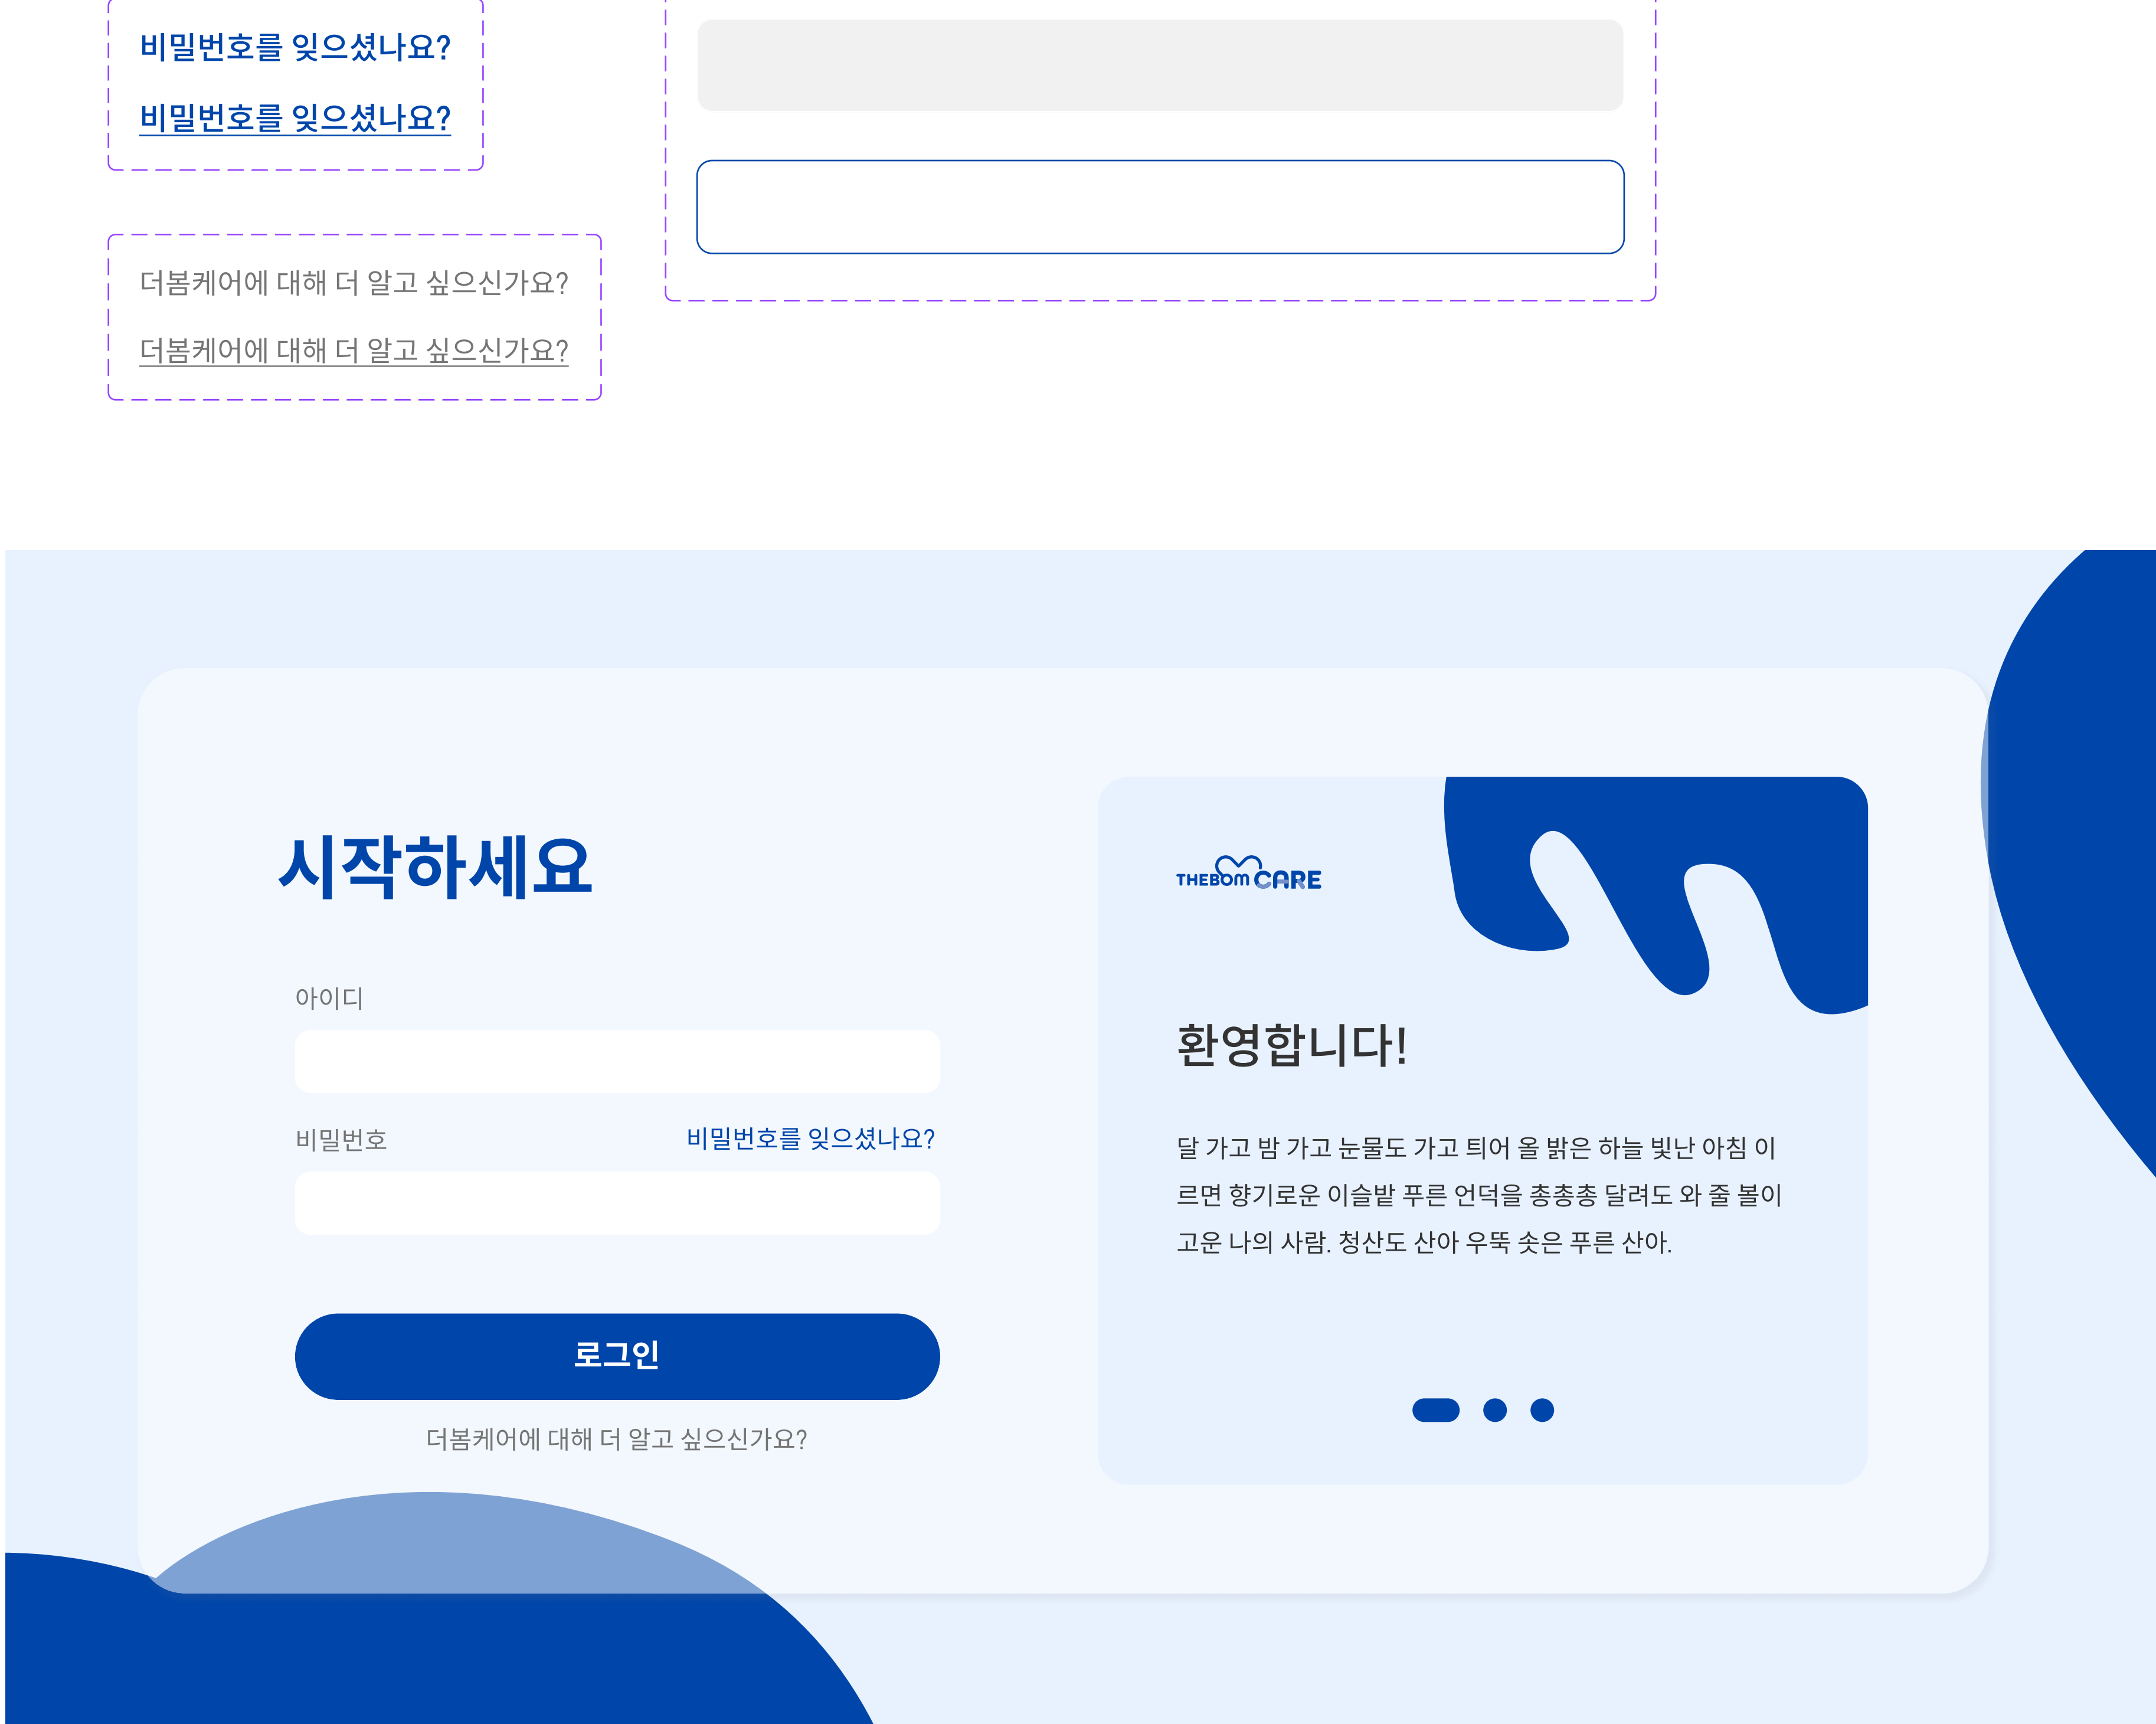 비밀번호를 잊으셨나요?
비밀번호를 잊으셨나요?
더봄케어에 대해 더 알고 싶으신가요?
더봄케어에 대해 더 알고 싶으신가요?
시작하세요
아이디
비밀번호
비밀번호를 잊으셨나요?
로그인
더봄케어에 대해 더 알고 싶으신가요?
THEBOM CARE
환영합니다!
달 가고 밤 가고 눈물도 가고 틔어 올 밝은 하늘 빛난 아침 이
르면 향기로운 이슬밭 푸른 언덕을 총총총 달려도 와 줄 볼이
고운 나의 사람. 청산도 산아 우뚝 솟은 푸른 산아.